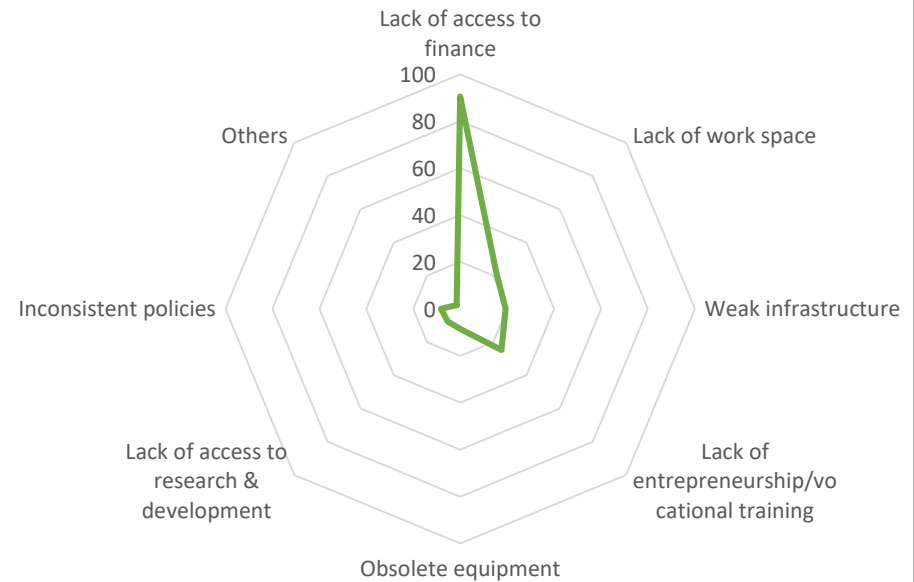 Lack of access to
finance
100
80
60
40
20
0
Lack of work space
Weak infrastructure
Lack of
entrepreneurship/vo
cational training
Obsolete equipment
Lack of access to
research &
development
Inconsistent policies
Others